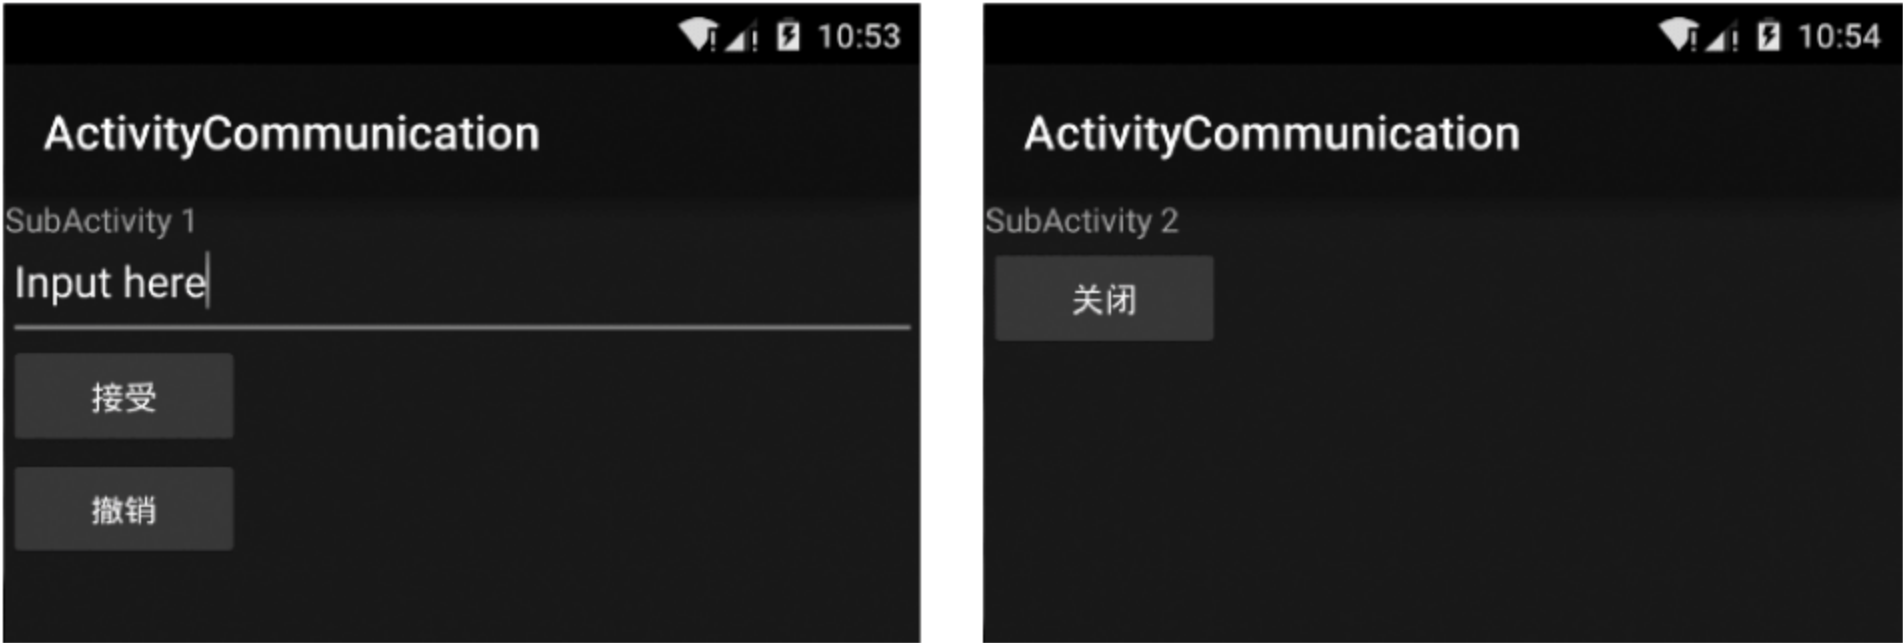 10:53
ActivityCommunication
SubActivity 1
Input here
接受
撤销
10:54
ActivityCommunication
SubActivity 2
关闭